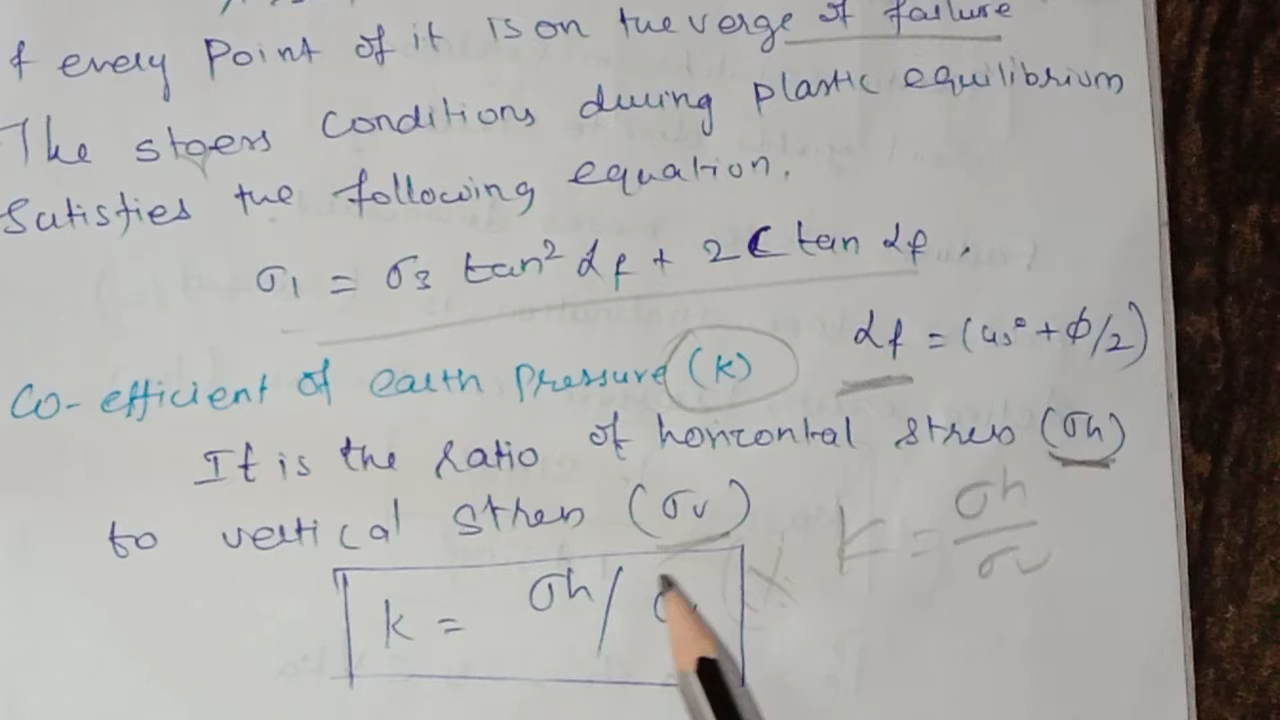 & every Point of it is on the verge of failure
The stress conditions during plastic equilibrium
Satisfies the following equation.
σ1 = σ3 tan² αf + 2C tan αf .
αf = (45° + φ/2)
Co-efficient of earth Pressure (k)
It is the Ratio of horizontal stress (σh)
to vertical stress (σv)
k = σh / σv
k = σh/